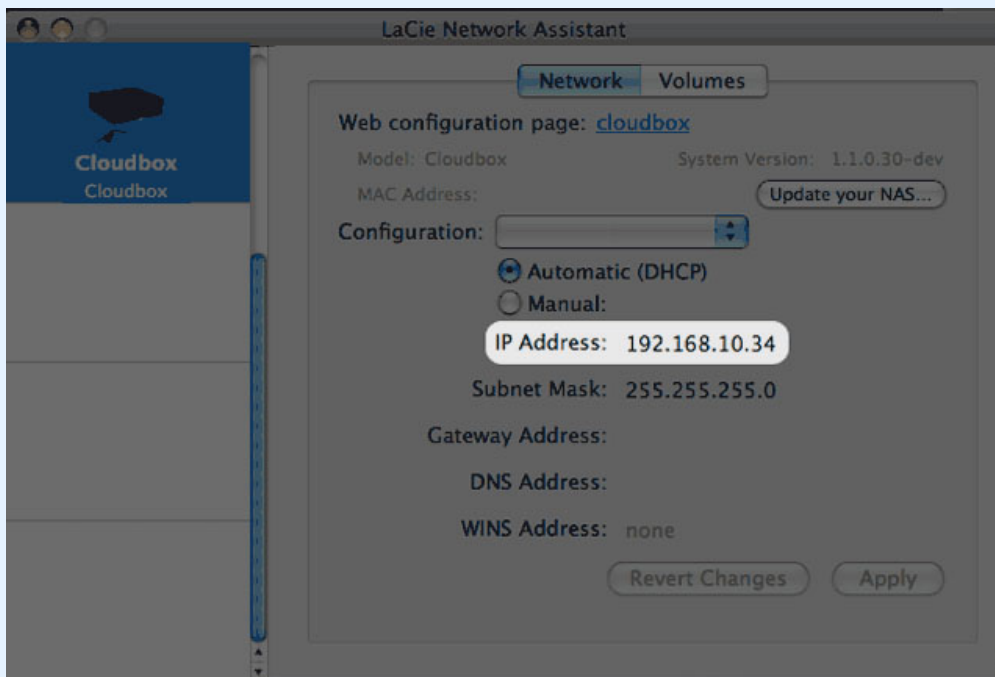 LaCie Network Assistant
Cloudbox
Cloudbox
Network Volumes
Web configuration page: cloudbox
Model: Cloudbox System Version: 1.1.0.30-dev
MAC Address: Update your NAS...
Configuration:
Automatic (DHCP)
Manual:
IP Address: 192.168.10.34
Subnet Mask: 255.255.255.0
Gateway Address:
DNS Address:
WINS Address: none
Revert Changes Apply